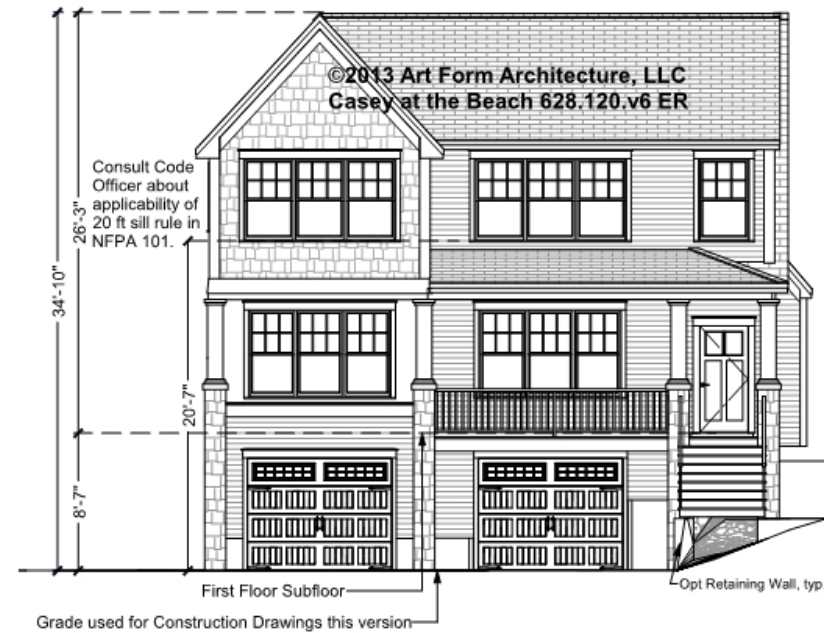 ©2013 Art Form Architecture, LLC
Casey at the Beach 628.120.v6 ER
Consult Code
Officer about
applicability of
20 ft sill rule in
NFPA 101.
26'-3"
34'-10"
20'-7"
8'-7"
First Floor Subfloor
Opt Retaining Wall, typ.
Grade used for Construction Drawings this version